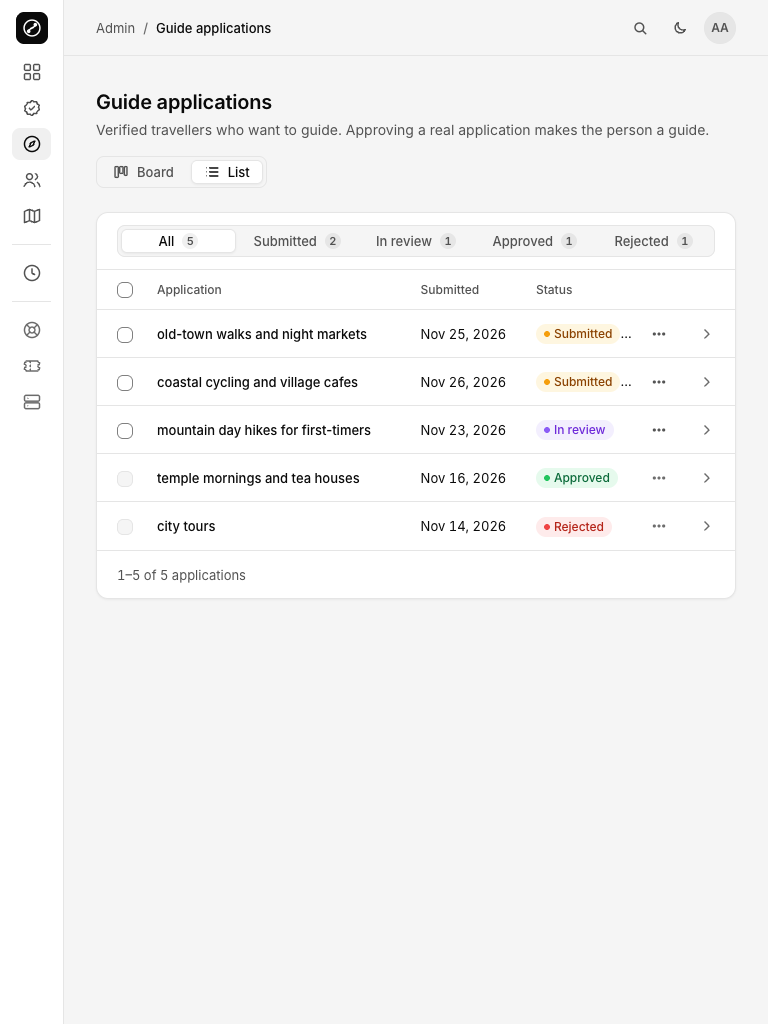 Admin / Guide applications
AA
Guide applications
Verified travellers who want to guide. Approving a real application makes the person a guide.
Board List
All 5 Submitted 2 In review 1 Approved 1 Rejected 1
Application Submitted Status
old-town walks and night markets Nov 25, 2026 Submitted ...
coastal cycling and village cafes Nov 26, 2026 Submitted ...
mountain day hikes for first-timers Nov 23, 2026 In review
temple mornings and tea houses Nov 16, 2026 Approved
city tours Nov 14, 2026 Rejected
1–5 of 5 applications